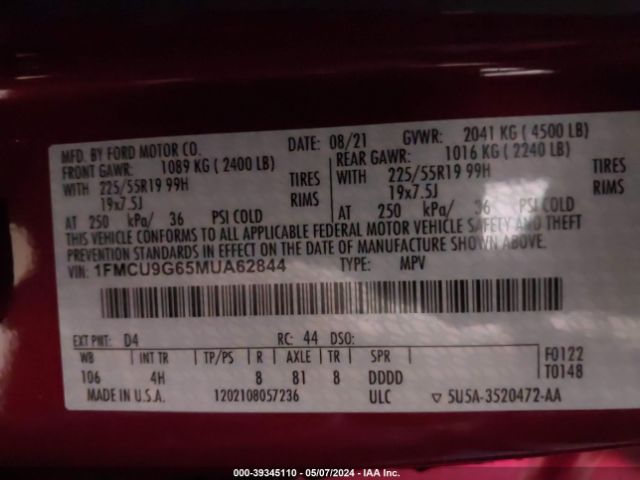 MFD. BY FORD MOTOR CO. DATE: 08/21 GVWR: 2041 KG ( 4500 LB)
FRONT GAWR: 1089 KG ( 2400 LB) REAR GAWR: 1016 KG ( 2240 LB)
WITH 225/55R19 99H TIRES WITH 225/55R19 99H TIRES
19x7.5J RIMS 19x7.5J RIMS
AT 250 kPa/ 36 PSI COLD AT 250 kPa/ 36 PSI COLD
THIS VEHICLE CONFORMS TO ALL APPLICABLE FEDERAL MOTOR VEHICLE SAFETY AND THEFT
PREVENTION STANDARDS IN EFFECT ON THE DATE OF MANUFACTURE SHOWN ABOVE.
VIN: 1FMCU9G65MUA62844 TYPE: MPV
EXT PNT: D4 RC: 44 DSO:
WB INT TR TP/PS R AXLE TR SPR F0122
106 4H 8 81 8 DDDD T0148
MADE IN U.S.A. 1202108057236 ULC ▽ 5U5A-3520472-AA
000-39345110 - 05/07/2024 - IAA Inc.